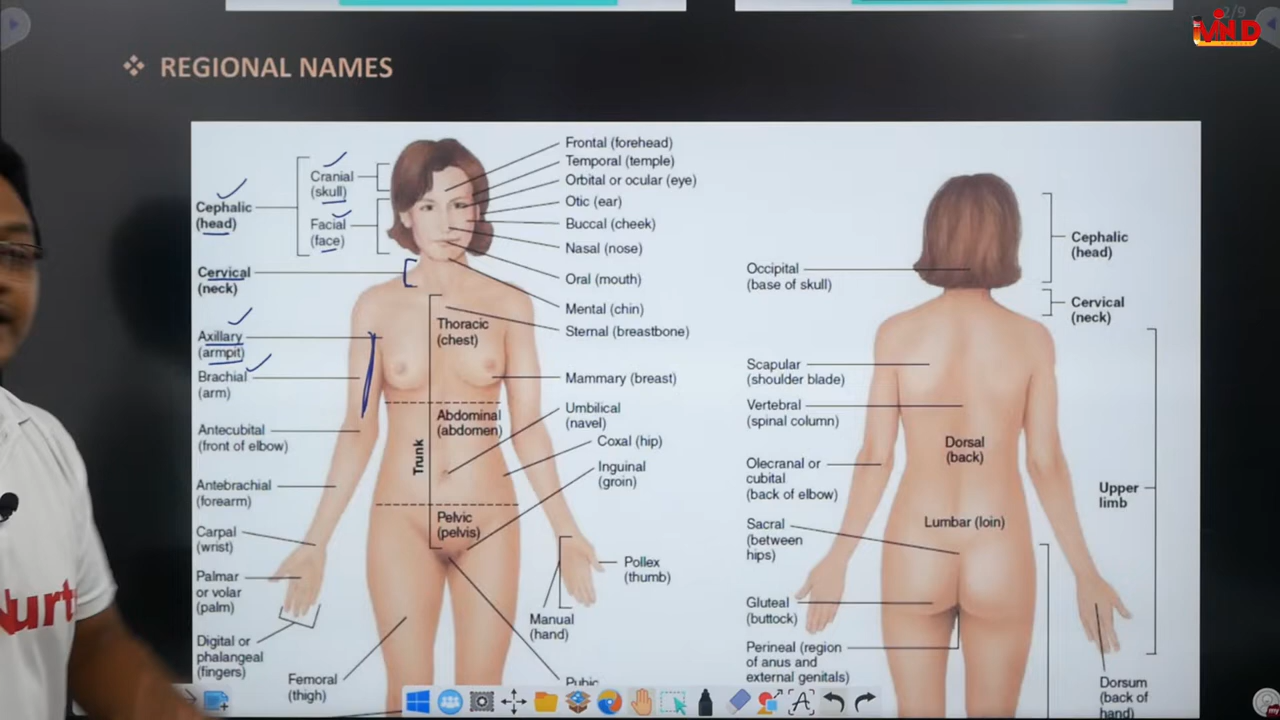 2/9
iMIND
❖ REGIONAL NAMES
Cranial
(skull)
Cephalic
(head)
Facial
(face)
Cervical
(neck)
Axillary
(armpit)
Brachial
(arm)
Antecubital
(front of elbow)
Antebrachial
(forearm)
Carpal
(wrist)
Palmar
or volar
(palm)
Digital or
phalangeal
(fingers)
Femoral
(thigh)
Thoracic
(chest)
Abdominal
(abdomen)
Trunk
Pelvic
(pelvis)
Frontal (forehead)
Temporal (temple)
Orbital or ocular (eye)
Otic (ear)
Buccal (cheek)
Nasal (nose)
Oral (mouth)
Mental (chin)
Sternal (breastbone)
Mammary (breast)
Umbilical
(navel)
Coxal (hip)
Inguinal
(groin)
Pollex
(thumb)
Manual
(hand)
Pubic
Occipital
(base of skull)
Scapular
(shoulder blade)
Vertebral
(spinal column)
Olecranal or
cubital
(back of elbow)
Sacral
(between
hips)
Gluteal
(buttock)
Perineal (region
of anus and
external genitals)
Dorsal
(back)
Lumbar (loin)
Cephalic
(head)
Cervical
(neck)
Upper
limb
Dorsum
(back of
hand)
Nurt